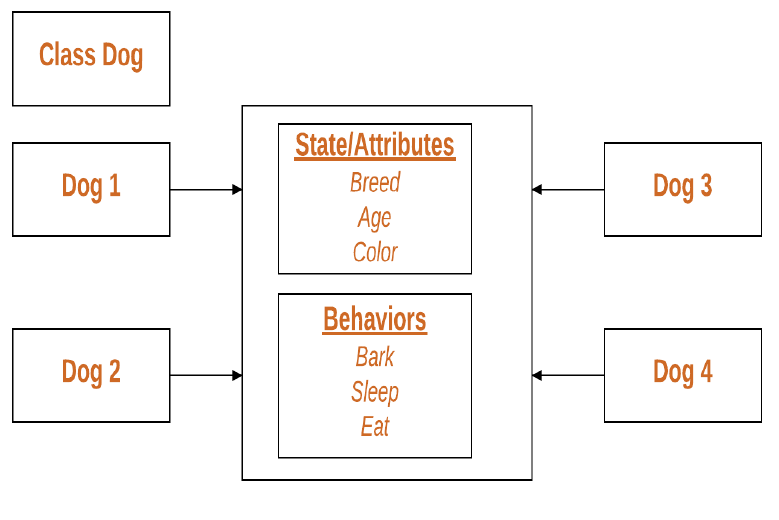 Class Dog
Dog 1
Dog 2
State/Attributes
Breed
Age
Color
Behaviors
Bark
Sleep
Eat
Dog 3
Dog 4